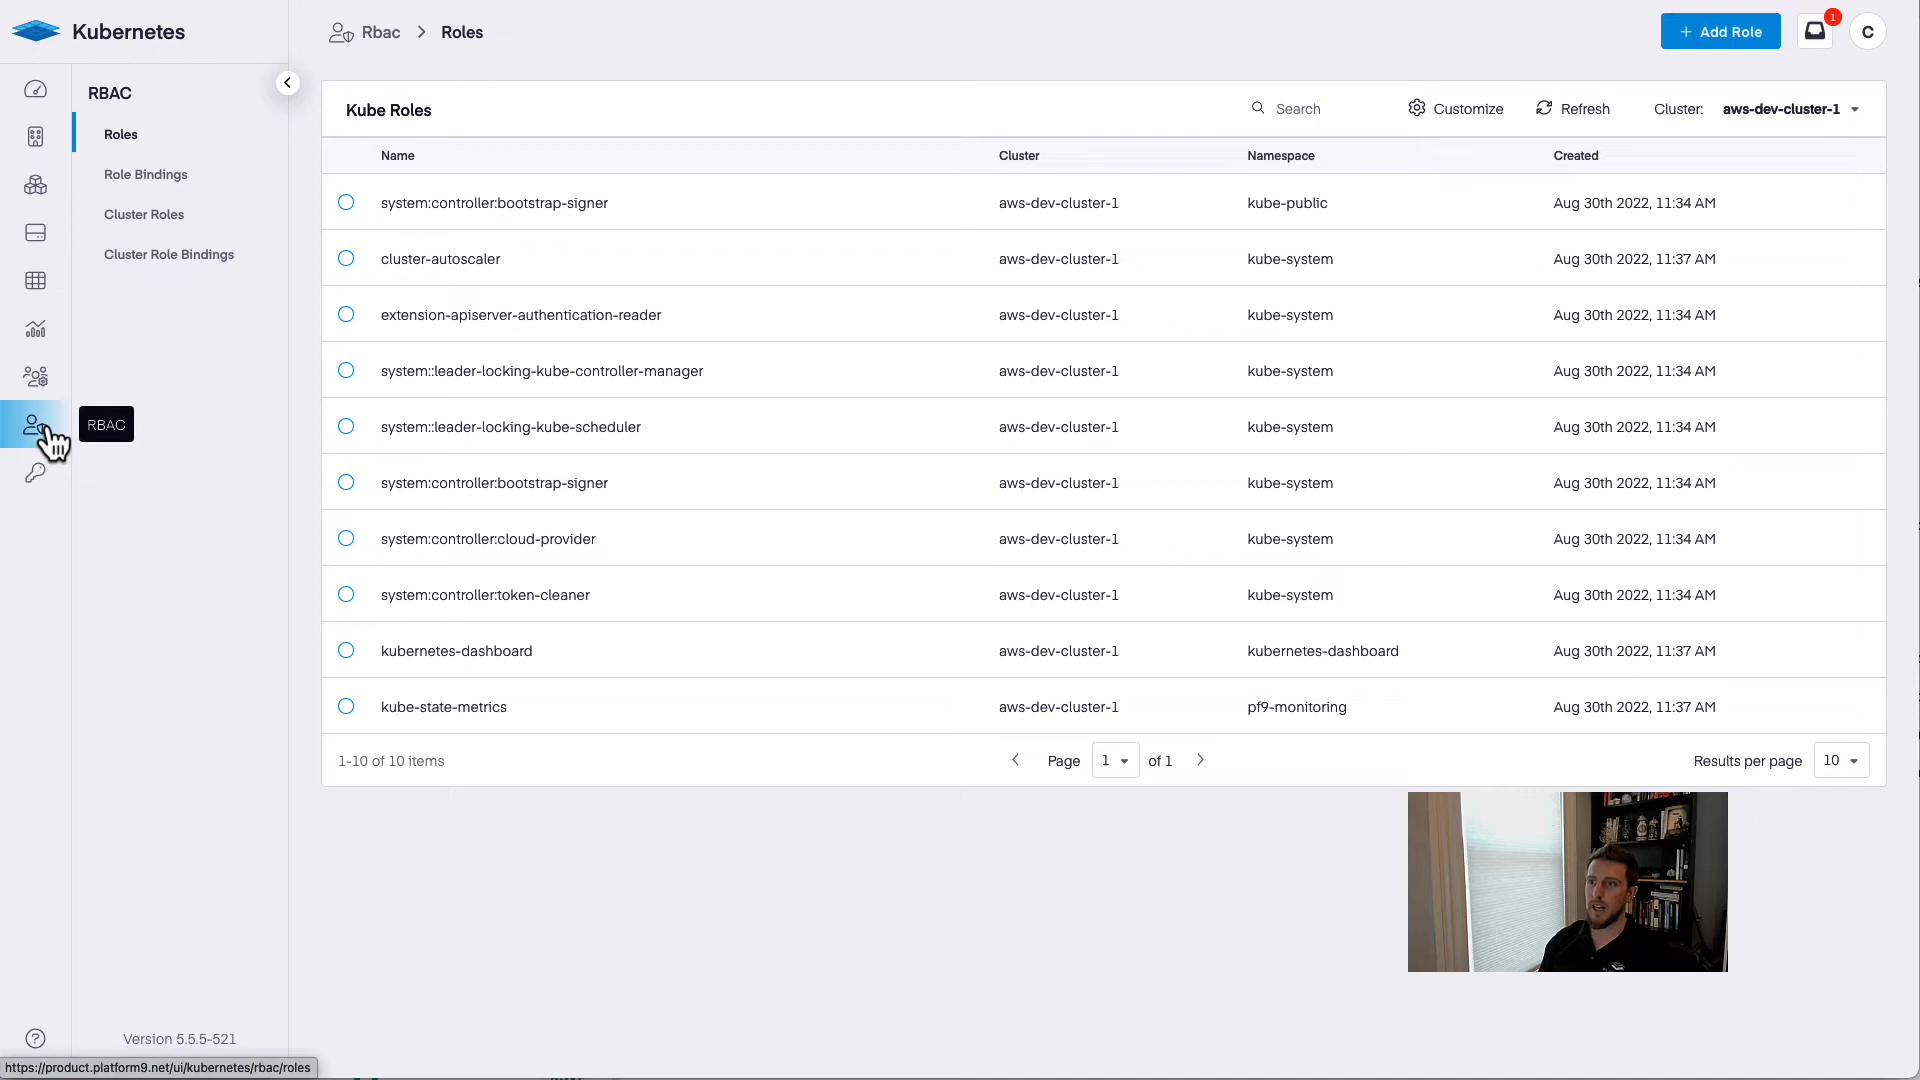 Kubernetes
Rbac > Roles
+ Add Role
1
C
RBAC
Roles
Role Bindings
Cluster Roles
Cluster Role Bindings
RBAC
Kube Roles
Search
Customize
Refresh
Cluster: aws-dev-cluster-1
Name Cluster Namespace Created
system:controller:bootstrap-signer aws-dev-cluster-1 kube-public Aug 30th 2022, 11:34 AM
cluster-autoscaler aws-dev-cluster-1 kube-system Aug 30th 2022, 11:37 AM
extension-apiserver-authentication-reader aws-dev-cluster-1 kube-system Aug 30th 2022, 11:34 AM
system::leader-locking-kube-controller-manager aws-dev-cluster-1 kube-system Aug 30th 2022, 11:34 AM
system::leader-locking-kube-scheduler aws-dev-cluster-1 kube-system Aug 30th 2022, 11:34 AM
system:controller:bootstrap-signer aws-dev-cluster-1 kube-system Aug 30th 2022, 11:34 AM
system:controller:cloud-provider aws-dev-cluster-1 kube-system Aug 30th 2022, 11:34 AM
system:controller:token-cleaner aws-dev-cluster-1 kube-system Aug 30th 2022, 11:34 AM
kubernetes-dashboard aws-dev-cluster-1 kubernetes-dashboard Aug 30th 2022, 11:37 AM
kube-state-metrics aws-dev-cluster-1 pf9-monitoring Aug 30th 2022, 11:37 AM
1-10 of 10 items
Page 1 of 1
Results per page 10
Version 5.5.5-521
https://product.platform9.net/ui/kubernetes/rbac/roles